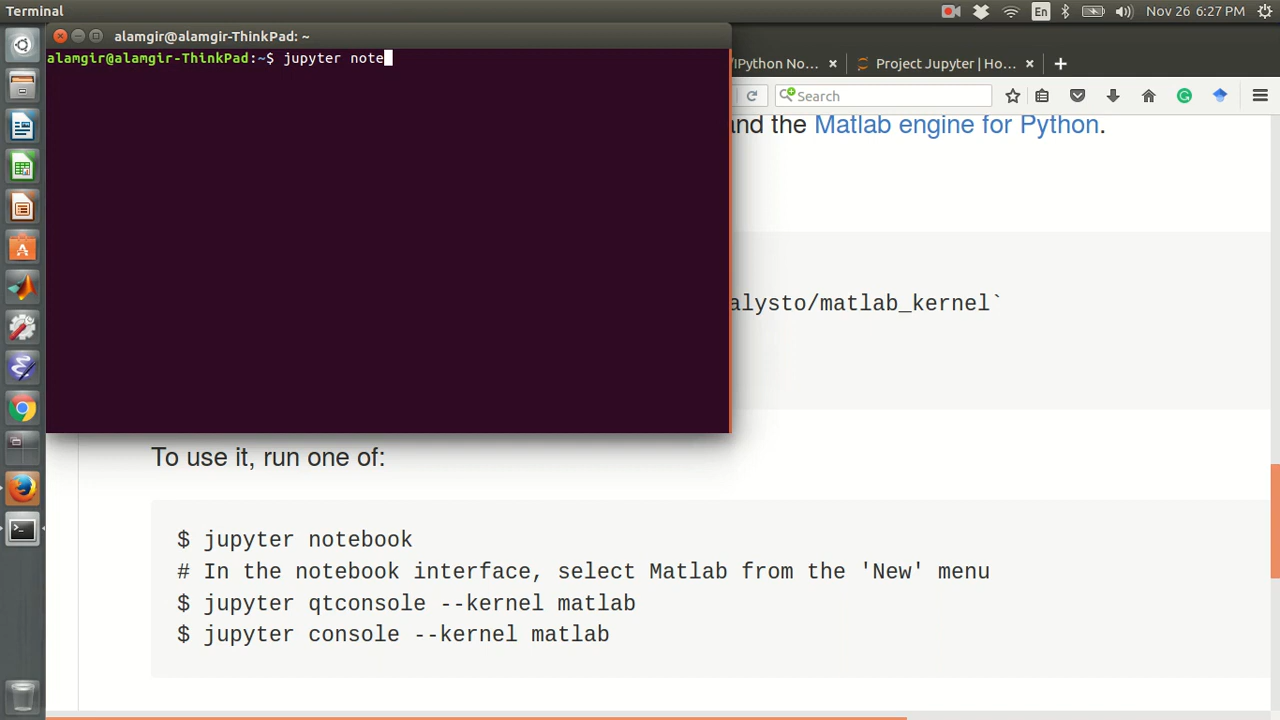 Terminal
En
Nov 26 6:27 PM
alamgir@alamgir-ThinkPad: ~
alamgir@alamgir-ThinkPad:~$ jupyter note
/IPython No... ×
Project Jupyter | Ho... ×
Search
and the Matlab engine for Python.
alysto/matlab_kernel`
To use it, run one of:
$ jupyter notebook
# In the notebook interface, select Matlab from the 'New' menu
$ jupyter qtconsole --kernel matlab
$ jupyter console --kernel matlab